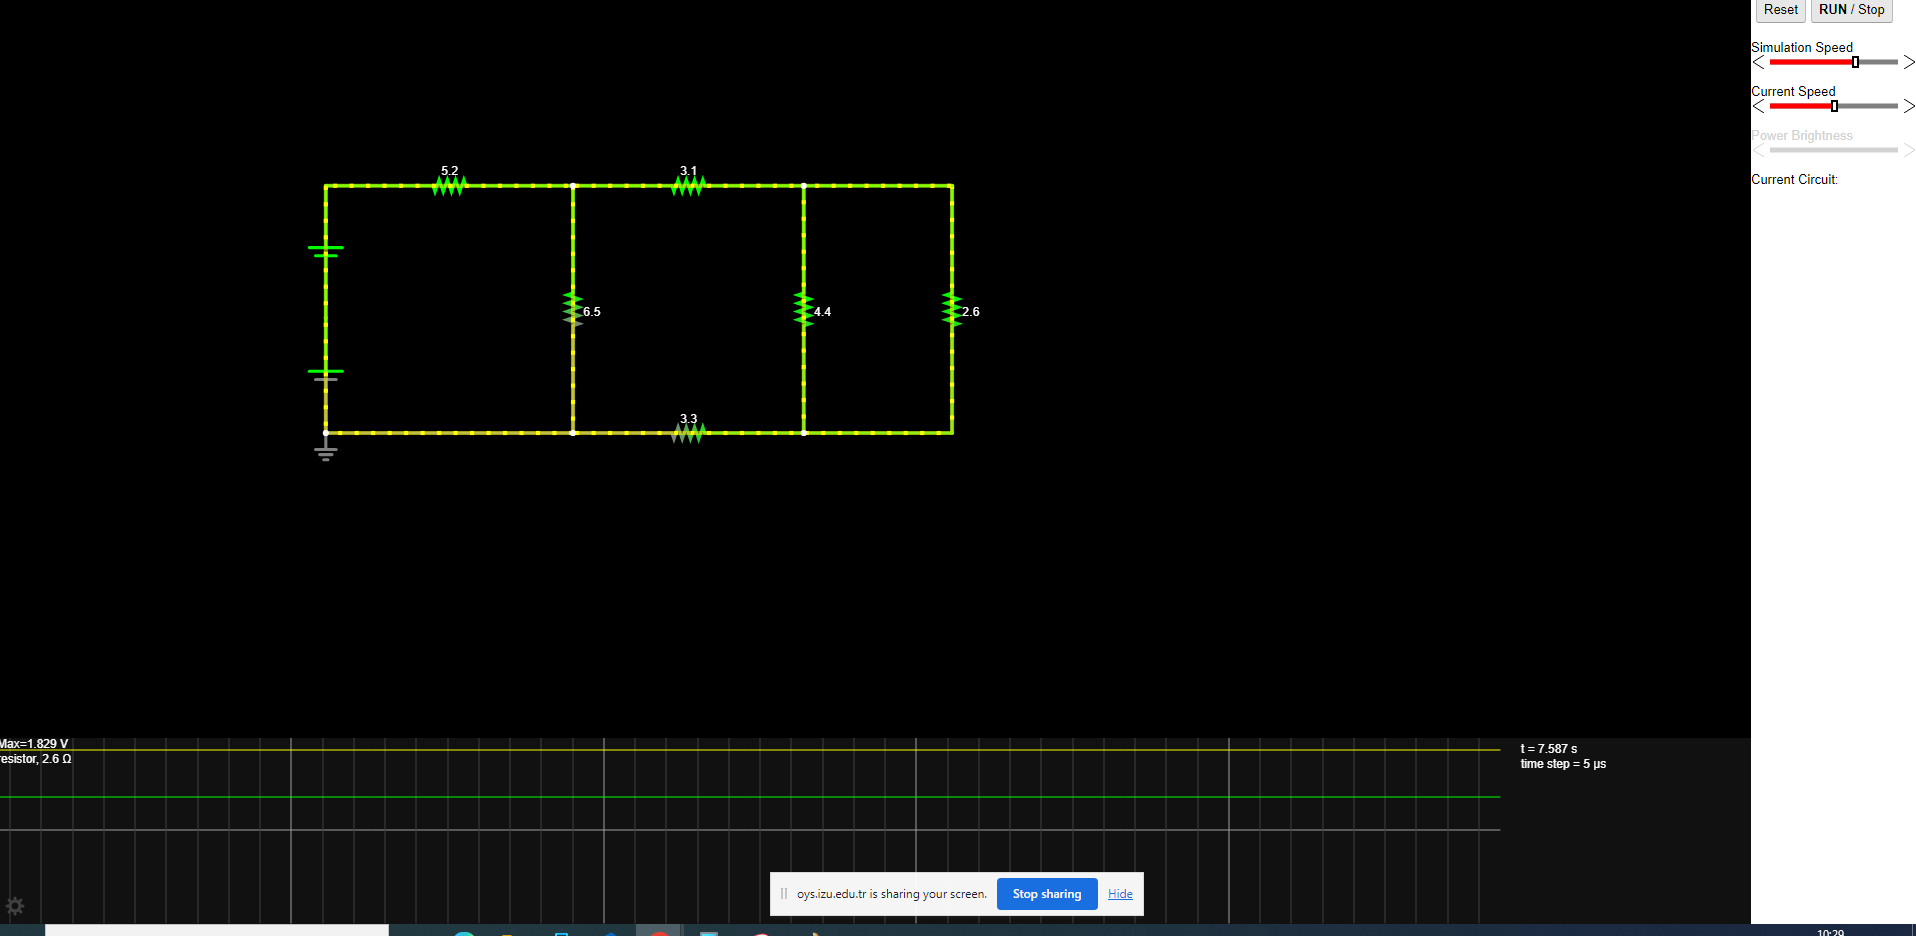 Reset
RUN / Stop
Simulation Speed
Current Speed
Power Brightness
Current Circuit:
5.2
3.1
6.5
4.4
2.6
3.3
Max=1.829 V
resistor, 2.6 Ω
t = 7.587 s
time step = 5 µs
oys.izu.edu.tr is sharing your screen.
Stop sharing
Hide
10:29